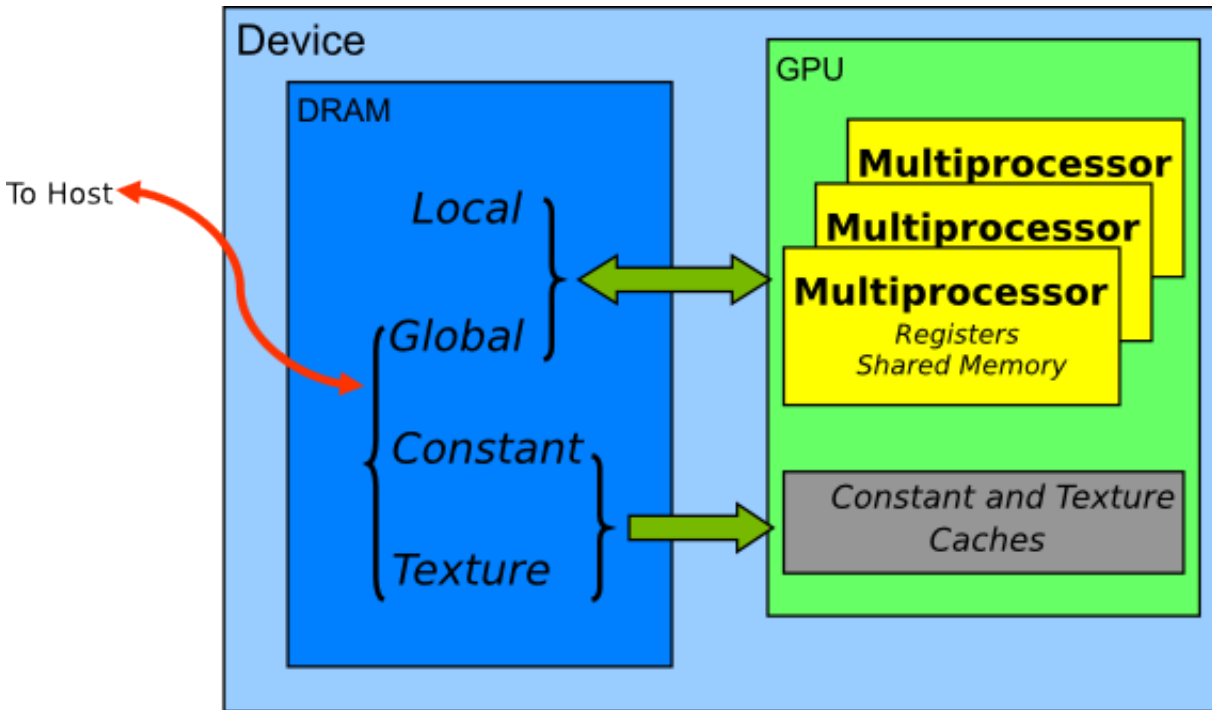 Device
DRAM
To Host
Local
Global
Constant
Texture
GPU
Multiprocessor
Multiprocessor
Multiprocessor
Registers
Shared Memory
Constant and Texture
Caches